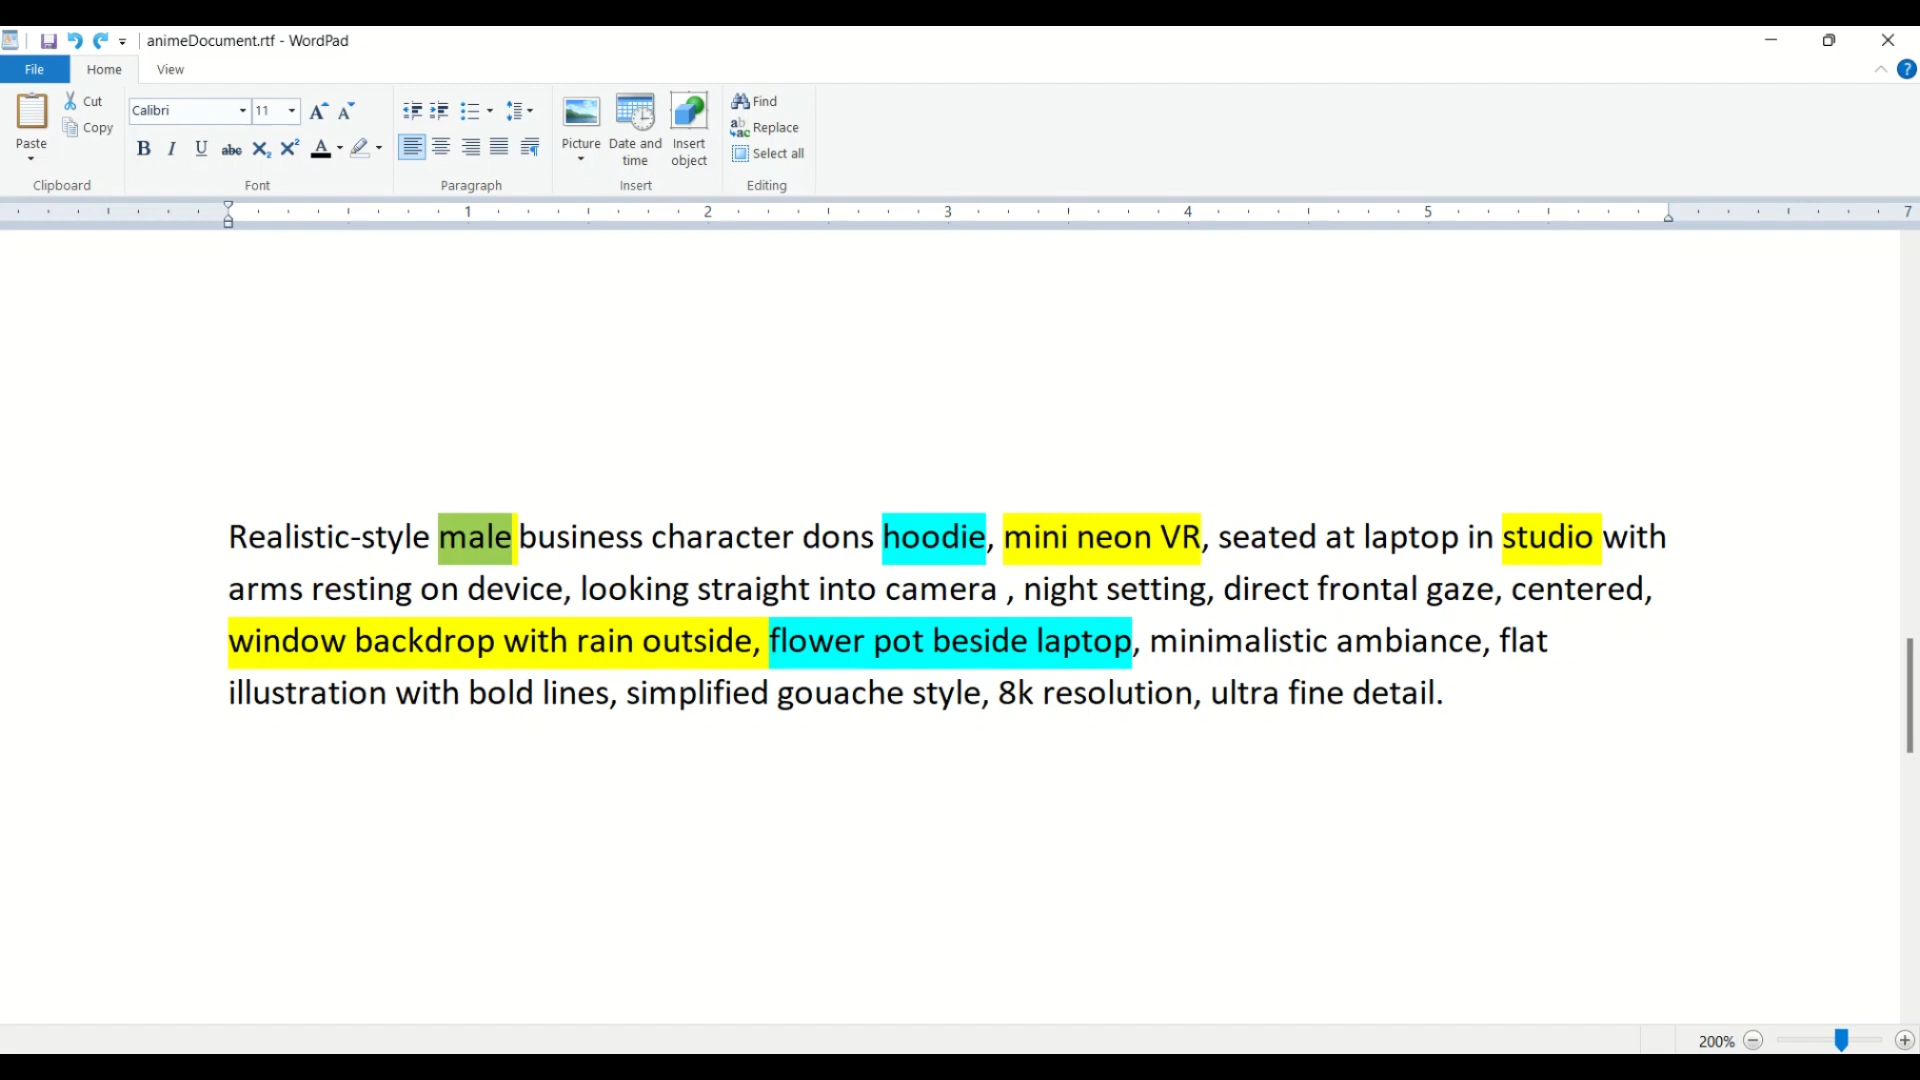 animeDocument.rtf - WordPad
File Home View
Cut
Calibri 11
Find
Copy
Replace
Paste
Picture Date and time Insert object
B I U abc X₂ X² A
Select all
Clipboard Font Paragraph Insert Editing
1 2 3 4 5 7
Realistic-style male business character dons hoodie, mini neon VR, seated at laptop in studio with
arms resting on device, looking straight into camera , night setting, direct frontal gaze, centered,
window backdrop with rain outside, flower pot beside laptop, minimalistic ambiance, flat
illustration with bold lines, simplified gouache style, 8k resolution, ultra fine detail.
200%